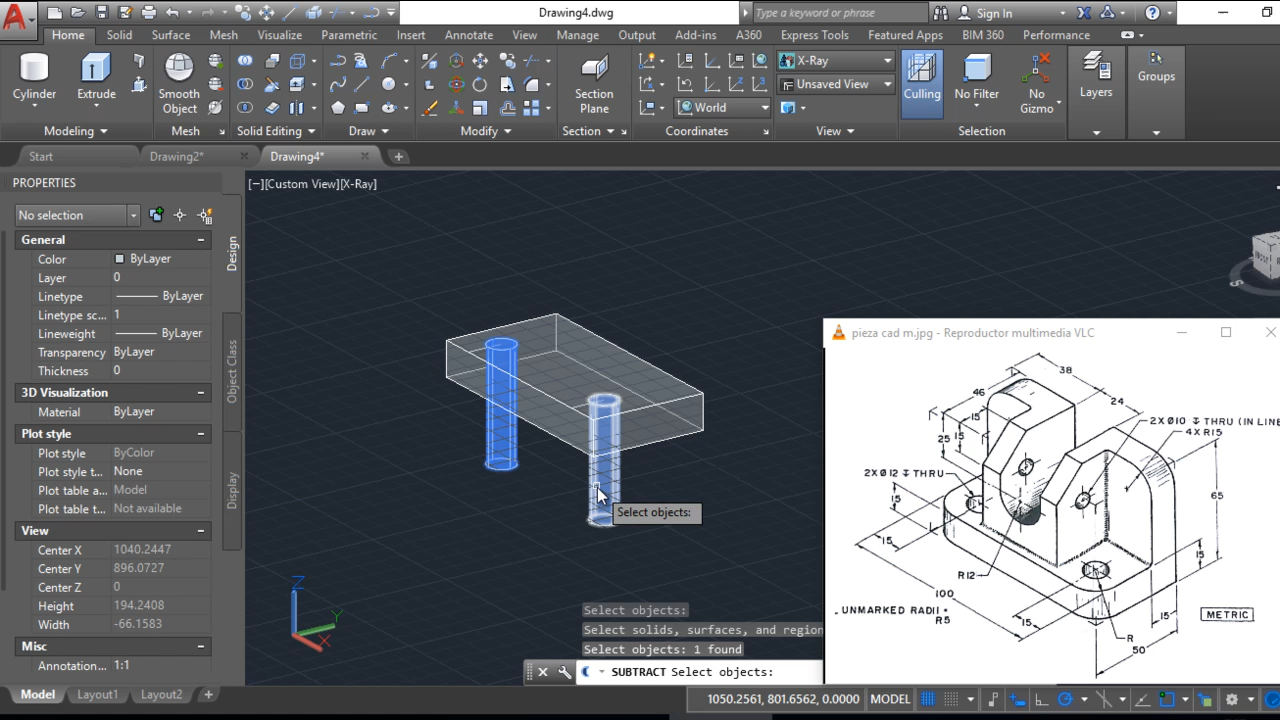 Drawing4.dwg
Type a keyword or phrase
Sign In
Home Solid Surface Mesh Visualize Parametric Insert Annotate View Manage Output Add-ins A360 Express Tools Featured Apps BIM 360 Performance
Cylinder
Extrude
Smooth
Object
Section
Plane
X-Ray
Unsaved View
World
Culling
No Filter
No
Gizmo
Layers
Groups
Modeling
Mesh
Solid Editing
Draw
Modify
Section
Coordinates
View
Selection
Start
Drawing2*
Drawing4*
PROPERTIES
No selection
General
Color ByLayer
Layer 0
Linetype ByLayer
Linetype sc... 1
Lineweight ByLayer
Transparency ByLayer
Thickness 0
3D Visualization
Material ByLayer
Plot style
Plot style ByColor
Plot style t... None
Plot table a... Model
Plot table t... Not available
View
Center X 1040.2447
Center Y 896.0727
Center Z 0
Height 194.2408
Width -66.1583
Misc
Annotation... 1:1
Design
Object Class
Display
[−][Custom View][X-Ray]
Select objects:
Z
Y
X
Select objects:
Select solids, surfaces, and region
Select objects: 1 found
SUBTRACT Select objects:
pieza cad m.jpg - Reproductor multimedia VLC
38
46
24
15
2X Ø10 THRU (IN LINE
4X R15
25
15
2X Ø12 THRU
15
65
15
R12
100
15
15
15
UNMARKED RADII •
R5
METRIC
R
50
Model Layout1 Layout2
1050.2561, 801.6562, 0.0000 MODEL